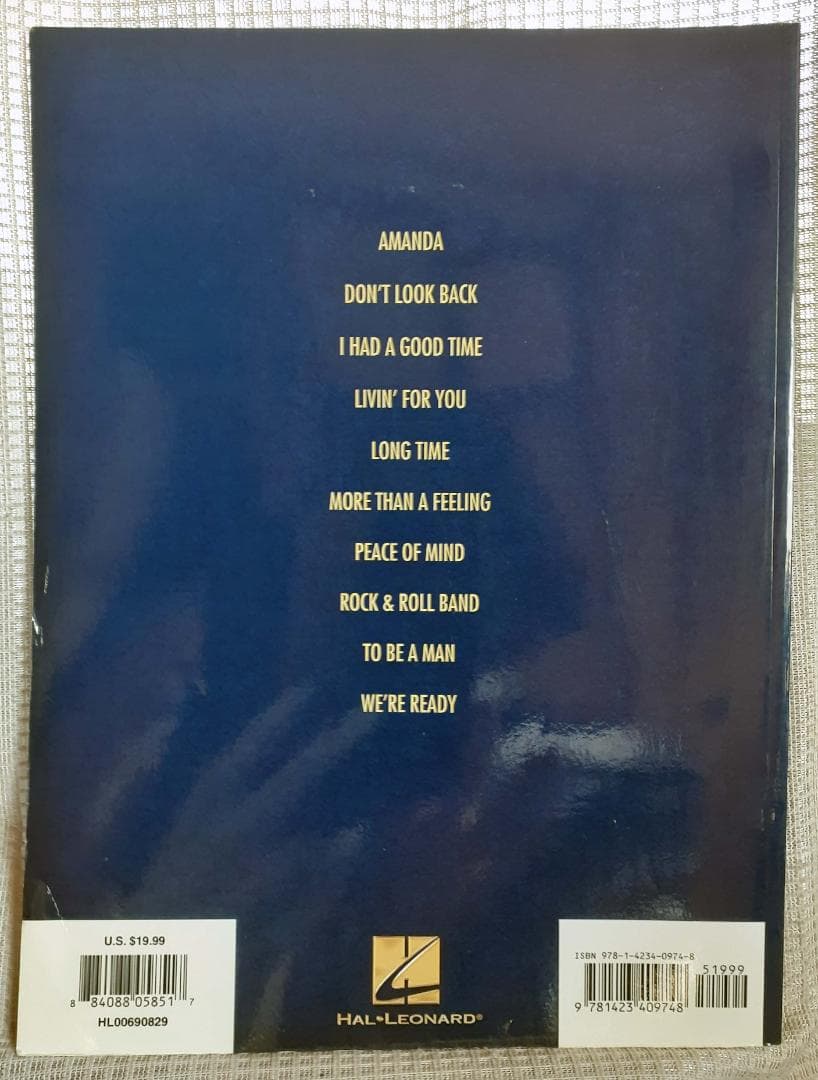 AMANDA
DON'T LOOK BACK
I HAD A GOOD TIME
LIVIN' FOR YOU
LONG TIME
MORE THAN A FEELING
PEACE OF MIND
ROCK & ROLL BAND
TO BE A MAN
WE'RE READY
U.S. $19.99
8 84088 05851 7
HL00690829
HAL•LEONARD®
ISBN 978-1-4234-0974-8
51999
9 781423 409748